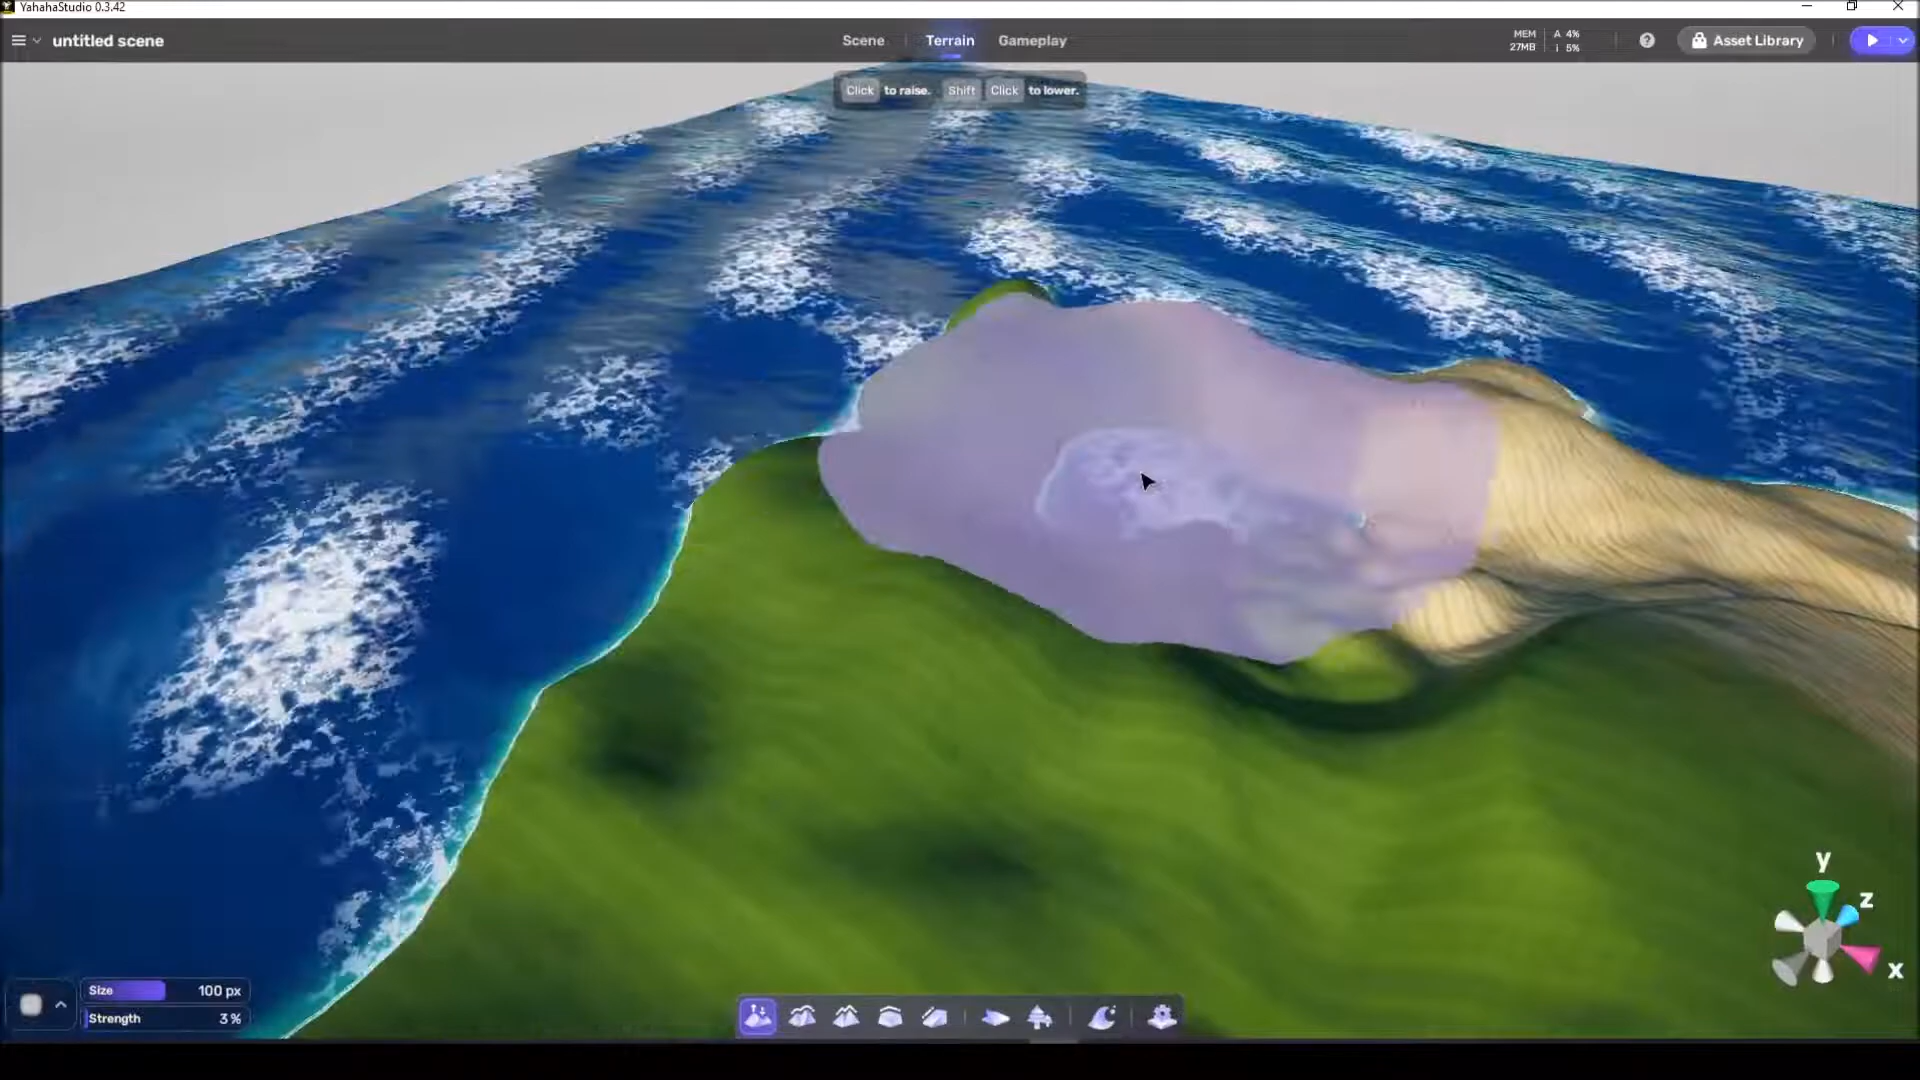 YahahaStudio 0.3.42
untitled scene
Scene
Terrain
Gameplay
MEM
27MB
A 4%
i 5%
?
Asset Library
Click to raise. Shift Click to lower.
y
z
x
Size 100 px
Strength 3 %